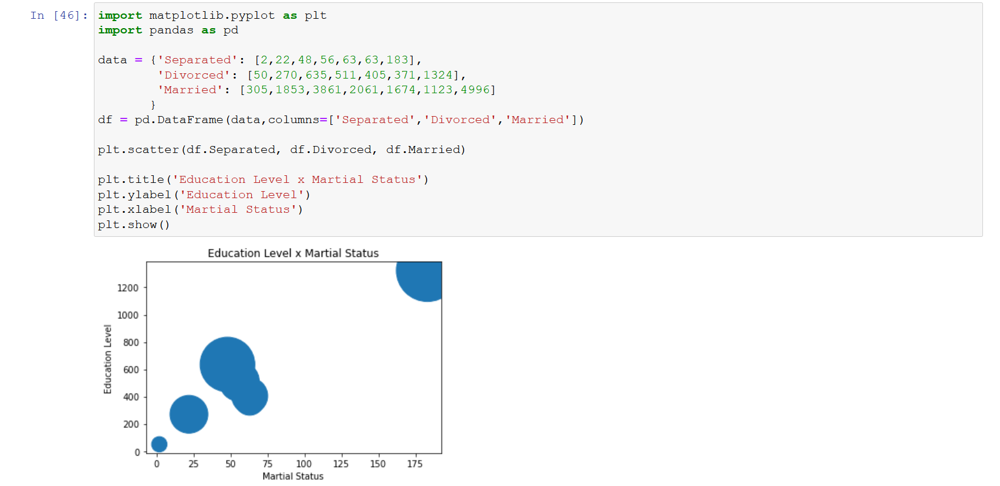 In [46]: import matplotlib.pyplot as plt
import pandas as pd
data = {'Separated': [2,22,48,56,63,63,183],
'Divorced': [50,270,635,511,405,371,1324],
'Married': [305,1853,3861,2061,1674,1123,4996]
}
df = pd.DataFrame(data,columns=['Separated','Divorced','Married'])
plt.scatter(df.Separated, df.Divorced, df.Married)
plt.title('Education Level x Martial Status')
plt.ylabel('Education Level')
plt.xlabel('Martial Status')
plt.show()
Education Level x Martial Status
1200
1000
800
600
400
200
0
Education Level
0 25 50 75 100 125 150 175
Martial Status